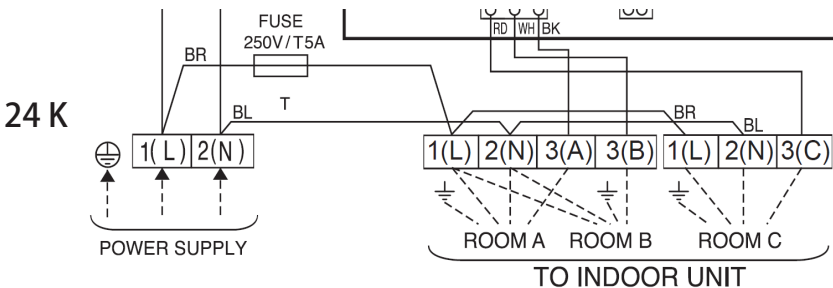 FUSE
250V/T5A
RD WH BK
BR
24 K
BL
T
BR
BL
1(L) 2(N)
1(L) 2(N) 3(A) 3(B)
1(L) 2(N) 3(C)
POWER SUPPLY
ROOM A ROOM B ROOM C
TO INDOOR UNIT